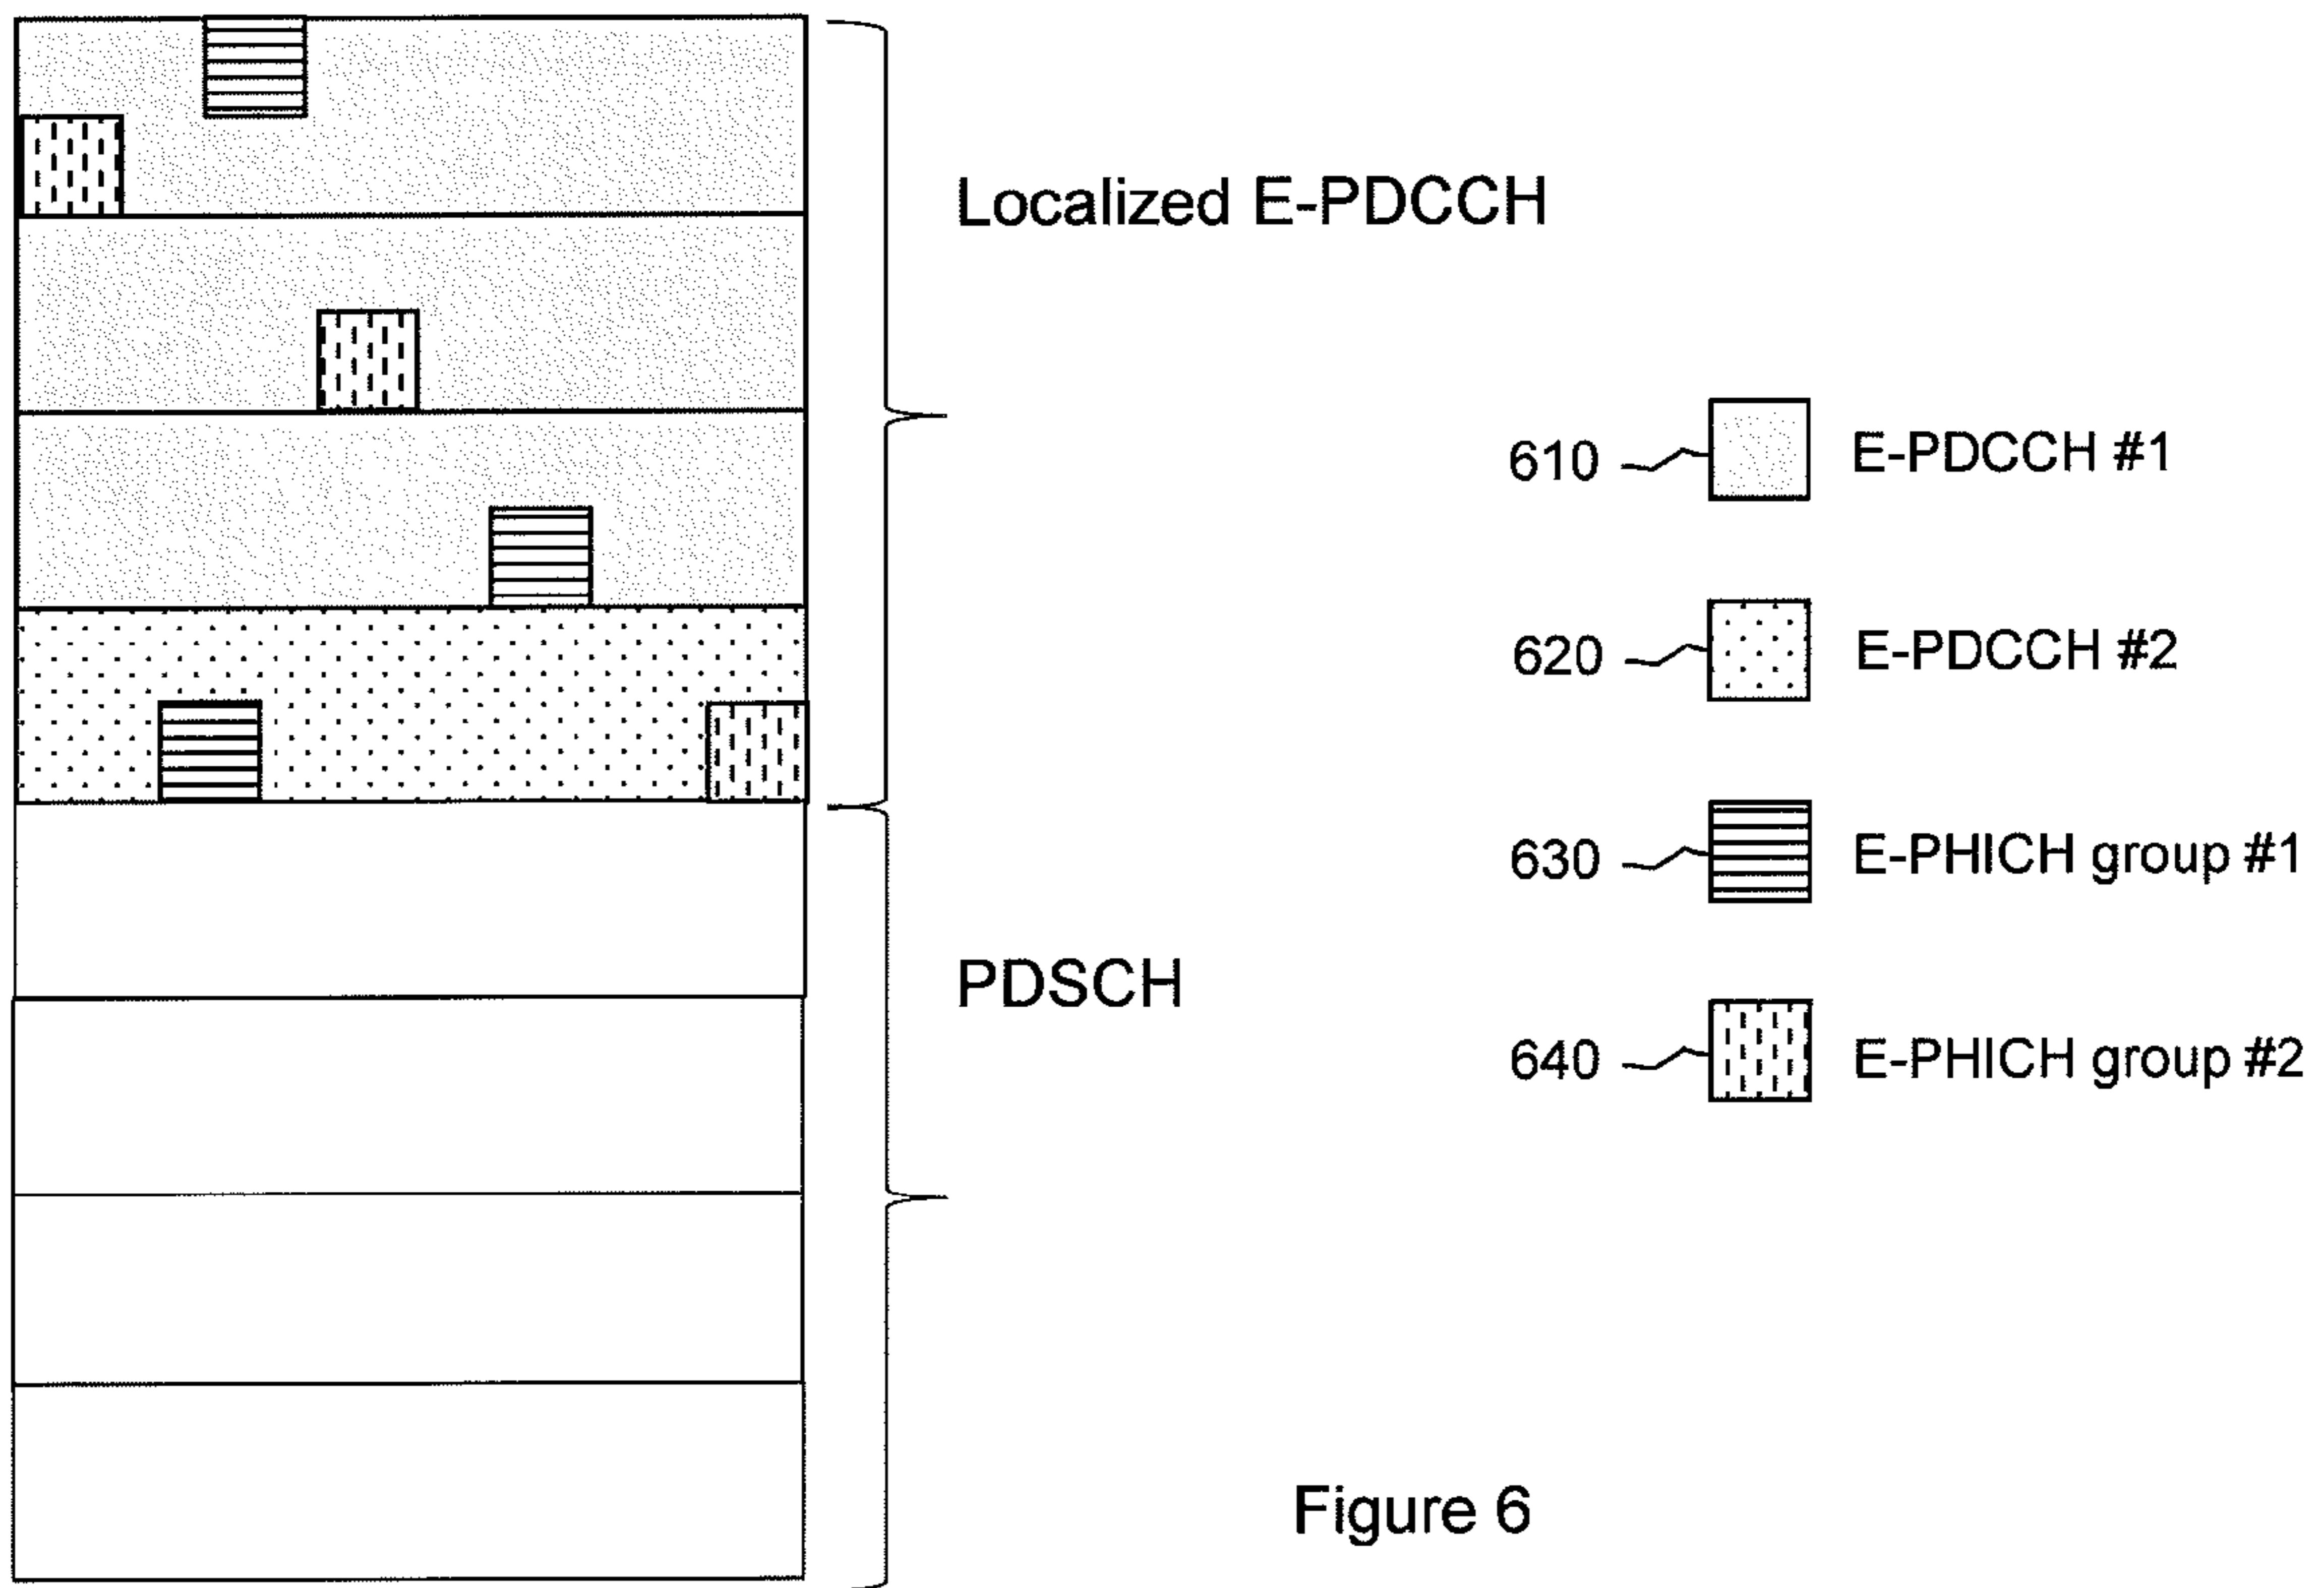 Localized E-PDCCH
610 E-PDCCH #1
620 E-PDCCH #2
630 E-PHICH group #1
PDSCH
640 E-PHICH group #2
Figure 6